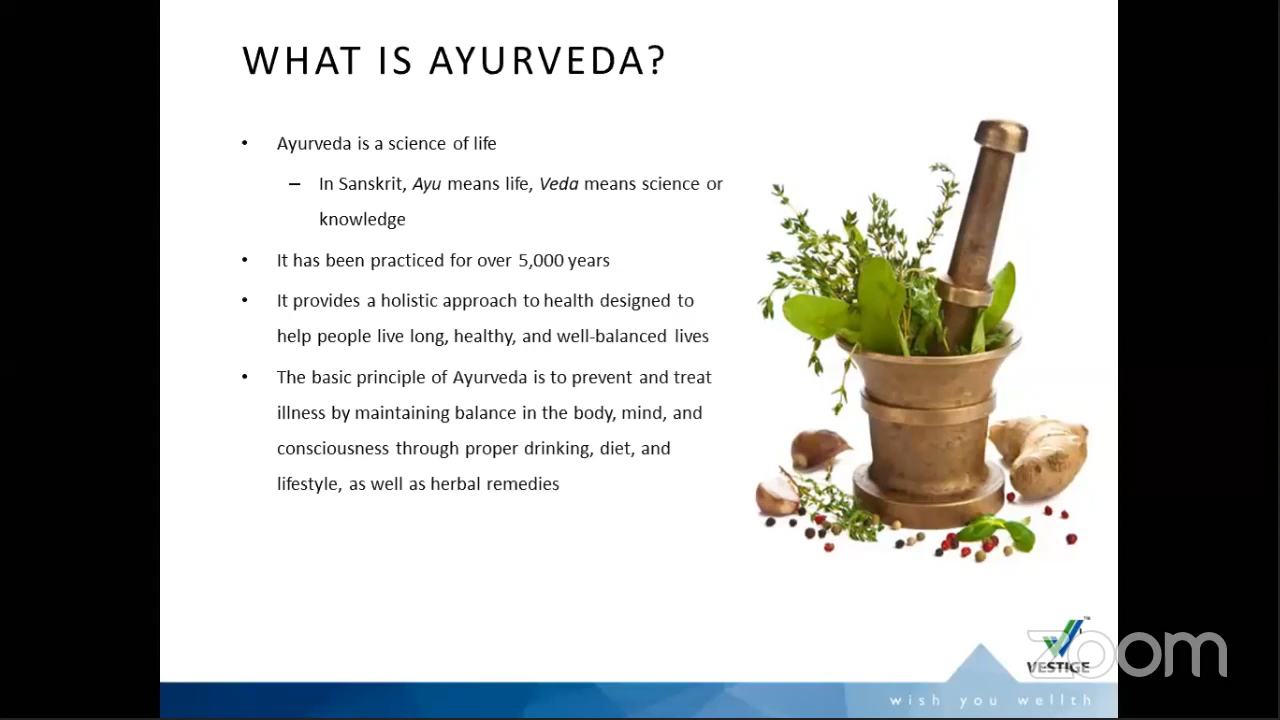 WHAT IS AYURVEDA?
• Ayurveda is a science of life
– In Sanskrit, Ayu means life, Veda means science or
knowledge
• It has been practiced for over 5,000 years
• It provides a holistic approach to health designed to
help people live long, healthy, and well-balanced lives
• The basic principle of Ayurveda is to prevent and treat
illness by maintaining balance in the body, mind, and
consciousness through proper drinking, diet, and
lifestyle, as well as herbal remedies
TM
zoom
VESTIGE
wish you wellth